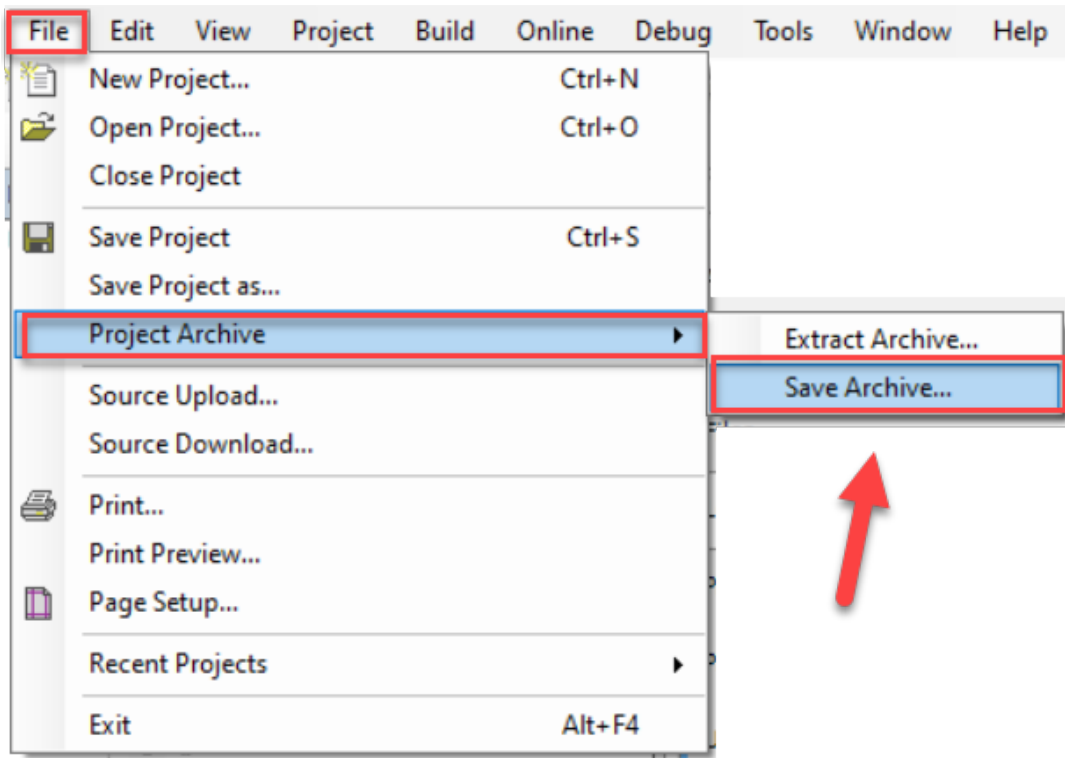 File Edit View Project Build Online Debug Tools Window Help
New Project... Ctrl+N
Open Project... Ctrl+O
Close Project
Save Project Ctrl+S
Save Project as...
Project Archive
Extract Archive...
Save Archive...
Source Upload...
Source Download...
Print...
Print Preview...
Page Setup...
Recent Projects
Exit Alt+F4